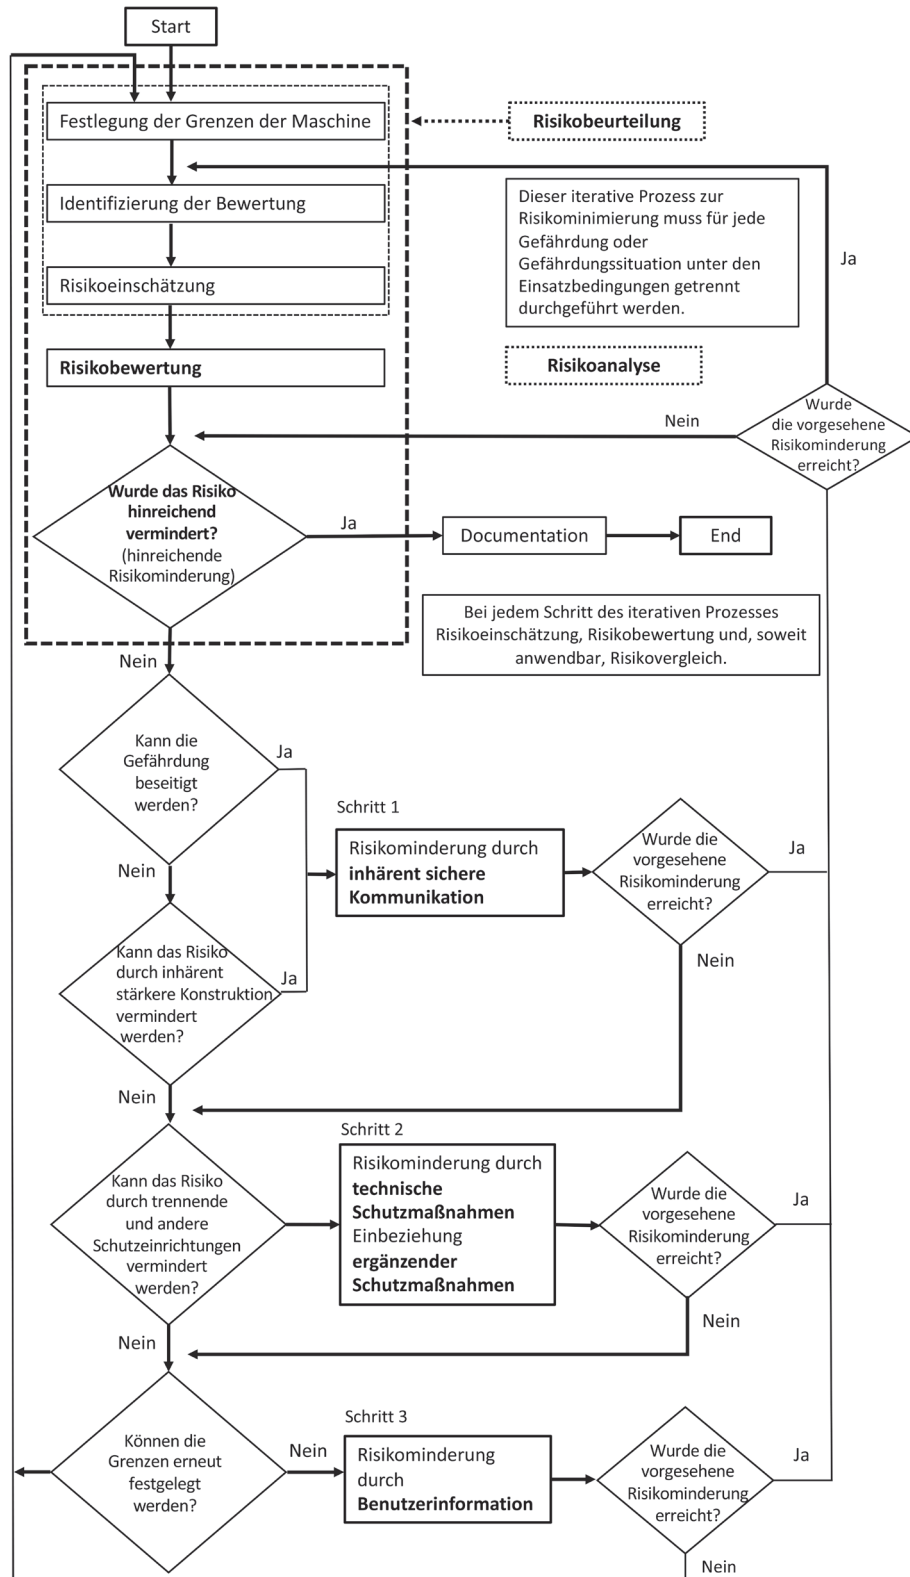 Start
Festlegung der Grenzen der Maschine
Risikobeurteilung
Identifizierung der Bewertung
Dieser iterative Prozess zur
Risikominimierung muss für jede
Gefährdung oder
Gefährdungssituation unter den
Einsatzbedingungen getrennt
durchgeführt werden.
Ja
Risikoeinschätzung
Risikobewertung
Risikoanalyse
Wurde
die vorgesehene
Risikominderung
erreicht?
Nein
Wurde das Risiko
hinreichend
vermindert?
(hinreichende
Risikominderung)
Ja
Documentation
End
Bei jedem Schritt des iterativen Prozesses
Risikoeinschätzung, Risikobewertung und, soweit
anwendbar, Risikovergleich.
Nein
Kann die
Gefährdung
beseitigt
werden?
Ja
Schritt 1
Risikominderung durch
inhärent sichere
Kommunikation
Wurde die
vorgesehene
Risikominderung
erreicht?
Ja
Nein
Nein
Kann das Risiko
durch inhärent
stärkere Konstruktion
vermindert
werden?
Ja
Nein
Schritt 2
Kann das Risiko
durch trennende
und andere
Schutzeinrichtungen
vermindert
werden?
Risikominderung durch
technische
Schutzmaßnahmen
Einbeziehung
ergänzender
Schutzmaßnahmen
Wurde die
vorgesehene
Risikominderung
erreicht?
Ja
Nein
Nein
Schritt 3
Können die
Grenzen erneut
festgelegt
werden?
Nein
Risikominderung
durch
Benutzerinformation
Wurde die
vorgesehene
Risikominderung
erreicht?
Ja
Nein